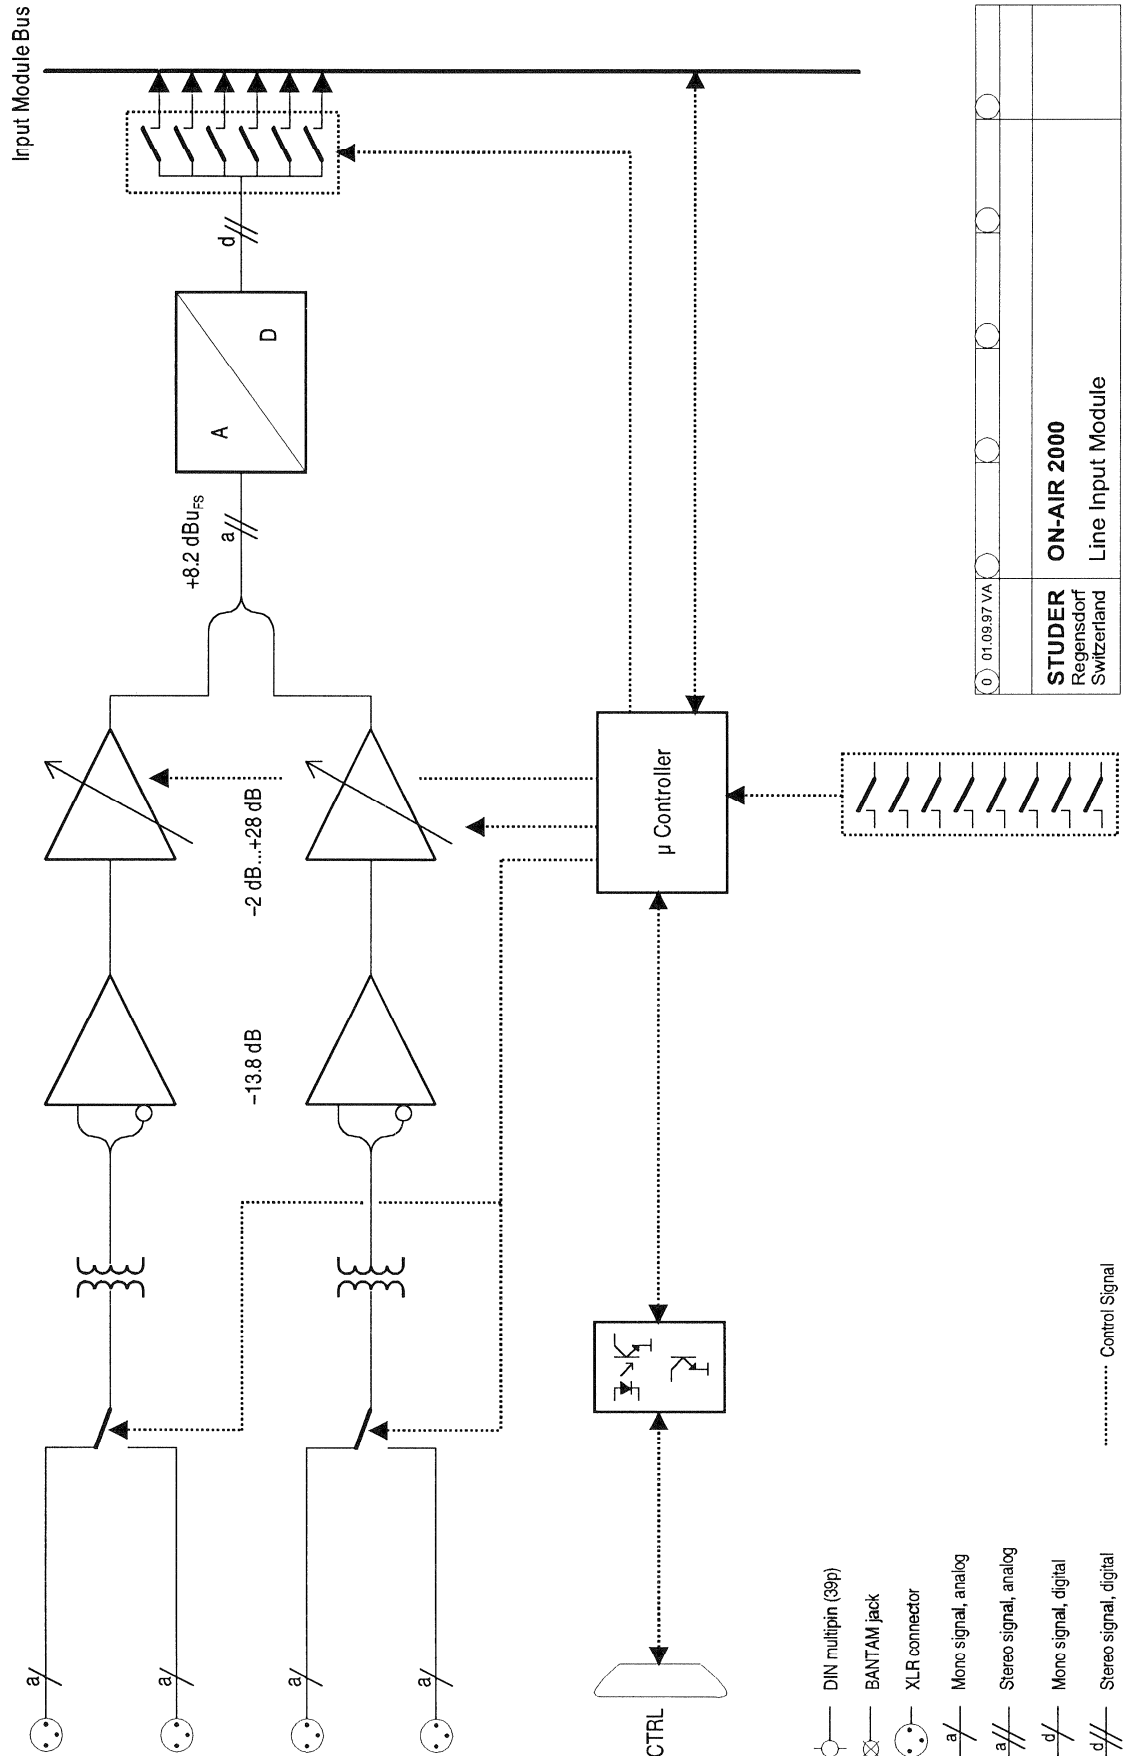 Input Module Bus
d
A
D
+8.2 dBuFS
a
−2 dB...+28 dB
−13.8 dB
µ Controller
a
a
a
a
CTRL
DIN multipin (39p)
BANTAM jack
XLR connector
a
Mono signal, analog
a
Stereo signal, analog
d
Mono signal, digital
d
Stereo signal, digital
Control Signal
0
01.09.97 VA
STUDER
Regensdorf
Switzerland
ON-AIR 2000
Line Input Module